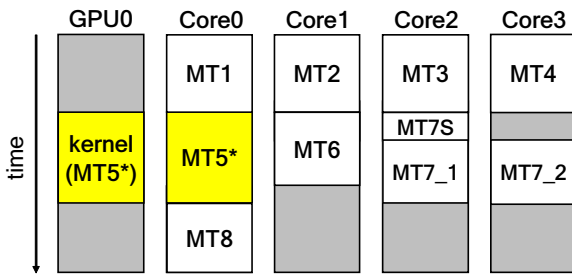 GPU0 Core0 Core1 Core2 Core3
MT1 MT2 MT3 MT4
MT7S
kernel
(MT5*)
MT5*
MT6
MT7_1 MT7_2
MT8
time